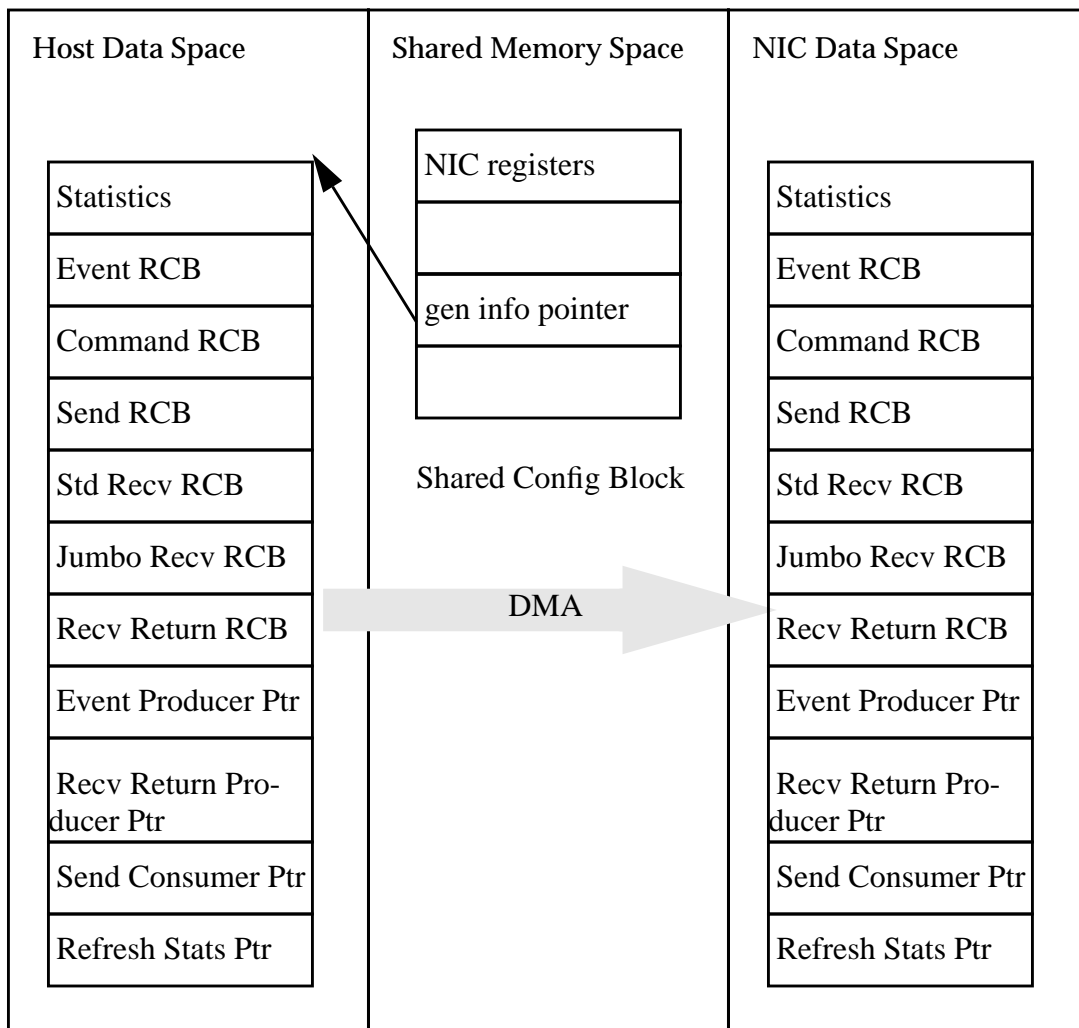 Host Data Space
Statistics
Event RCB
Command RCB
Send RCB
Std Recv RCB
Jumbo Recv RCB
Recv Return RCB
Event Producer Ptr
Recv Return Pro-
ducer Ptr
Send Consumer Ptr
Refresh Stats Ptr
Shared Memory Space
NIC registers
gen info pointer
Shared Config Block
DMA
NIC Data Space
Statistics
Event RCB
Command RCB
Send RCB
Std Recv RCB
Jumbo Recv RCB
Recv Return RCB
Event Producer Ptr
Recv Return Pro-
ducer Ptr
Send Consumer Ptr
Refresh Stats Ptr